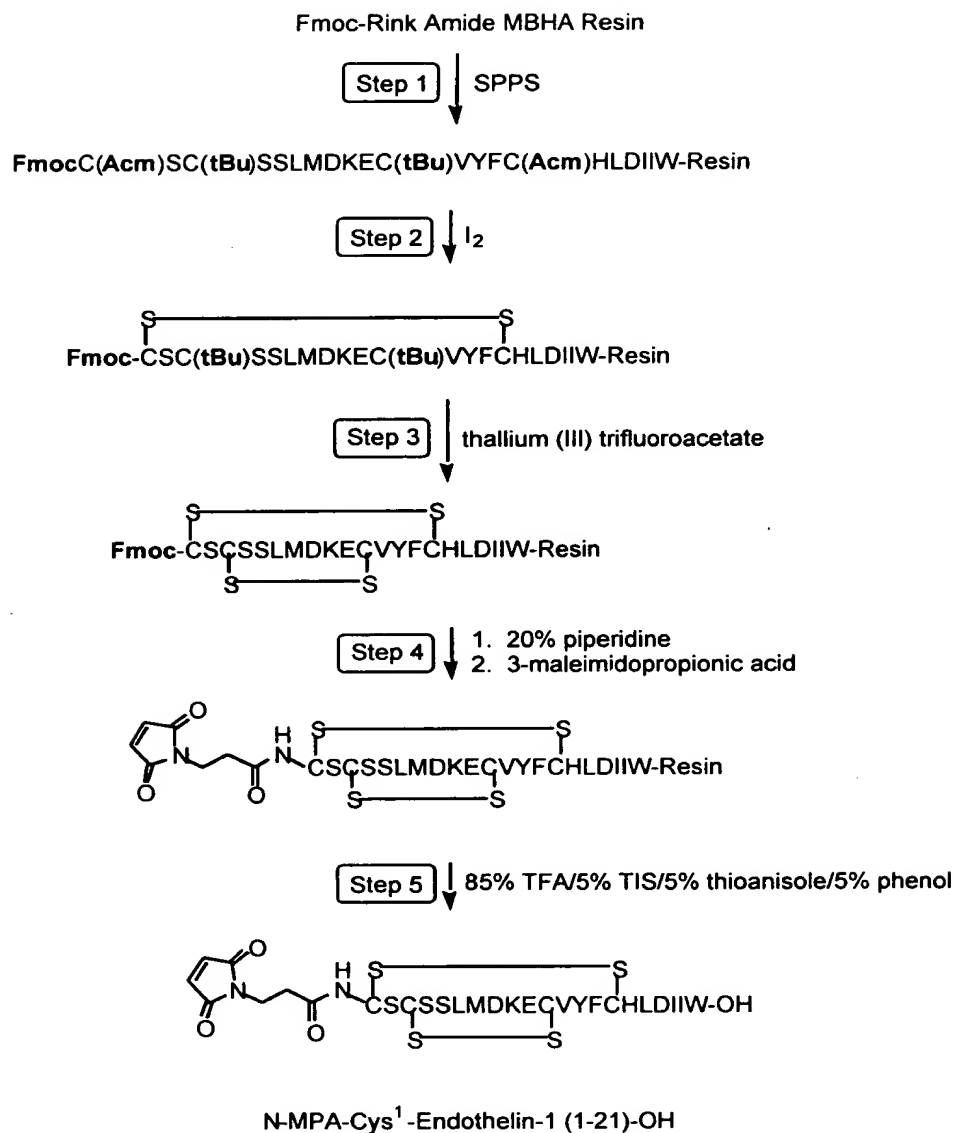 Fmoc-Rink Amide MBHA Resin
Step 1 SPPS
FmocC(Acm)SC(tBu)SSLMDKEC(tBu)VYFC(Acm)HLDIIW-Resin
Step 2 I₂
S S
Fmoc-CSC(tBu)SSLMDKEC(tBu)VYFCHLDIIW-Resin
Step 3 thallium (III) trifluoroacetate
S S
Fmoc-CSCSSLMDKECVYFCHLDIIW-Resin
S S
Step 4 1. 20% piperidine
2. 3-maleimidopropionic acid
O H S S
N N CSCSSLMDKECVYFCHLDIIW-Resin
O O S S
Step 5 85% TFA/5% TIS/5% thioanisole/5% phenol
O H S S
N N CSCSSLMDKECVYFCHLDIIW-OH
O O S S
N-MPA-Cys¹-Endothelin-1 (1-21)-OH